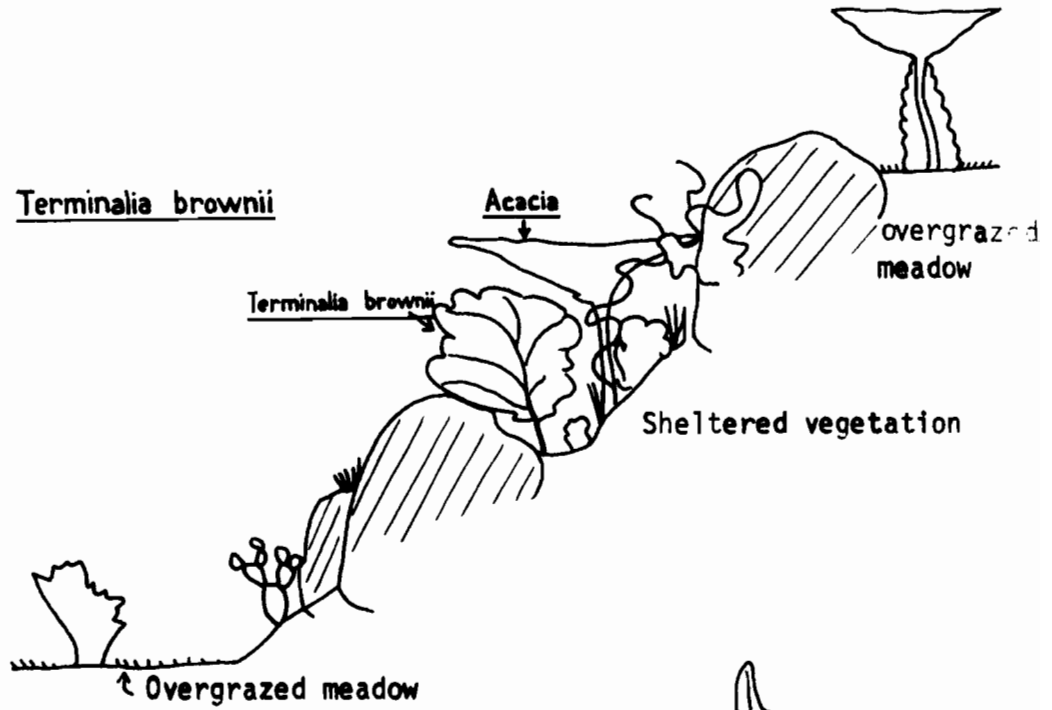 Terminalia brownii
Acacia
overgrazed
meadow
Terminalia brownii
Sheltered vegetation
Overgrazed meadow